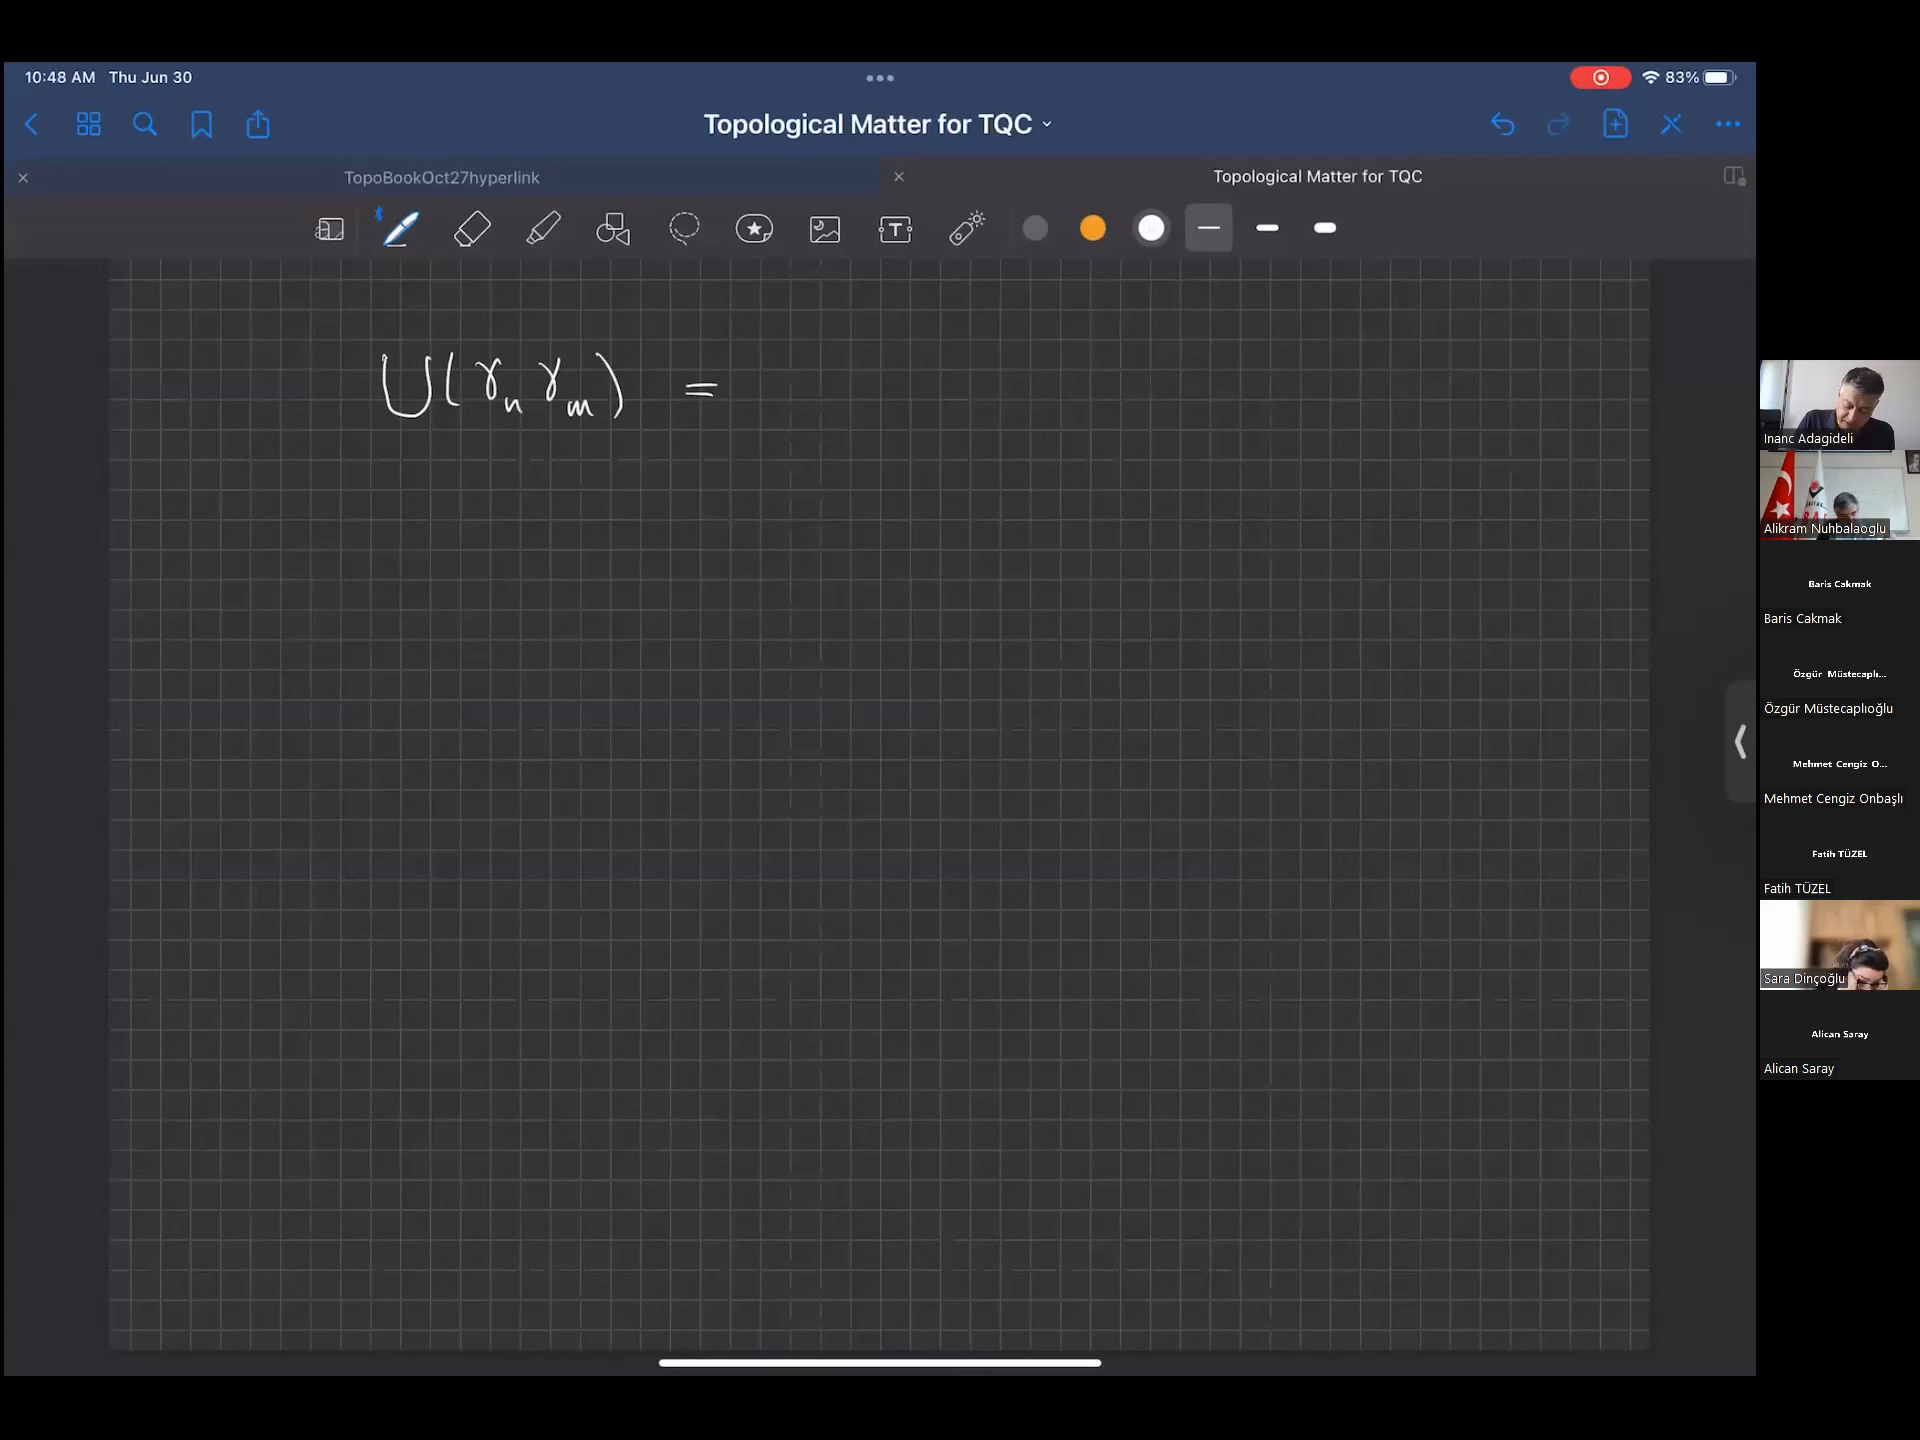 10:48 AM Thu Jun 30
83%
Topological Matter for TQC
TopoBookOct27hyperlink
Topological Matter for TQC
U(γₙ γₘ) =
Inanc Adagideli
Alikram Nuhbalaoglu
Baris Cakmak
Baris Cakmak
Özgür Müstecaplı...
Özgür Müstecaplıoğlu
Mehmet Cengiz O...
Mehmet Cengiz Onbaşlı
Fatih TÜZEL
Fatih TÜZEL
Sara Dinçoğlu
Alican Saray
Alican Saray